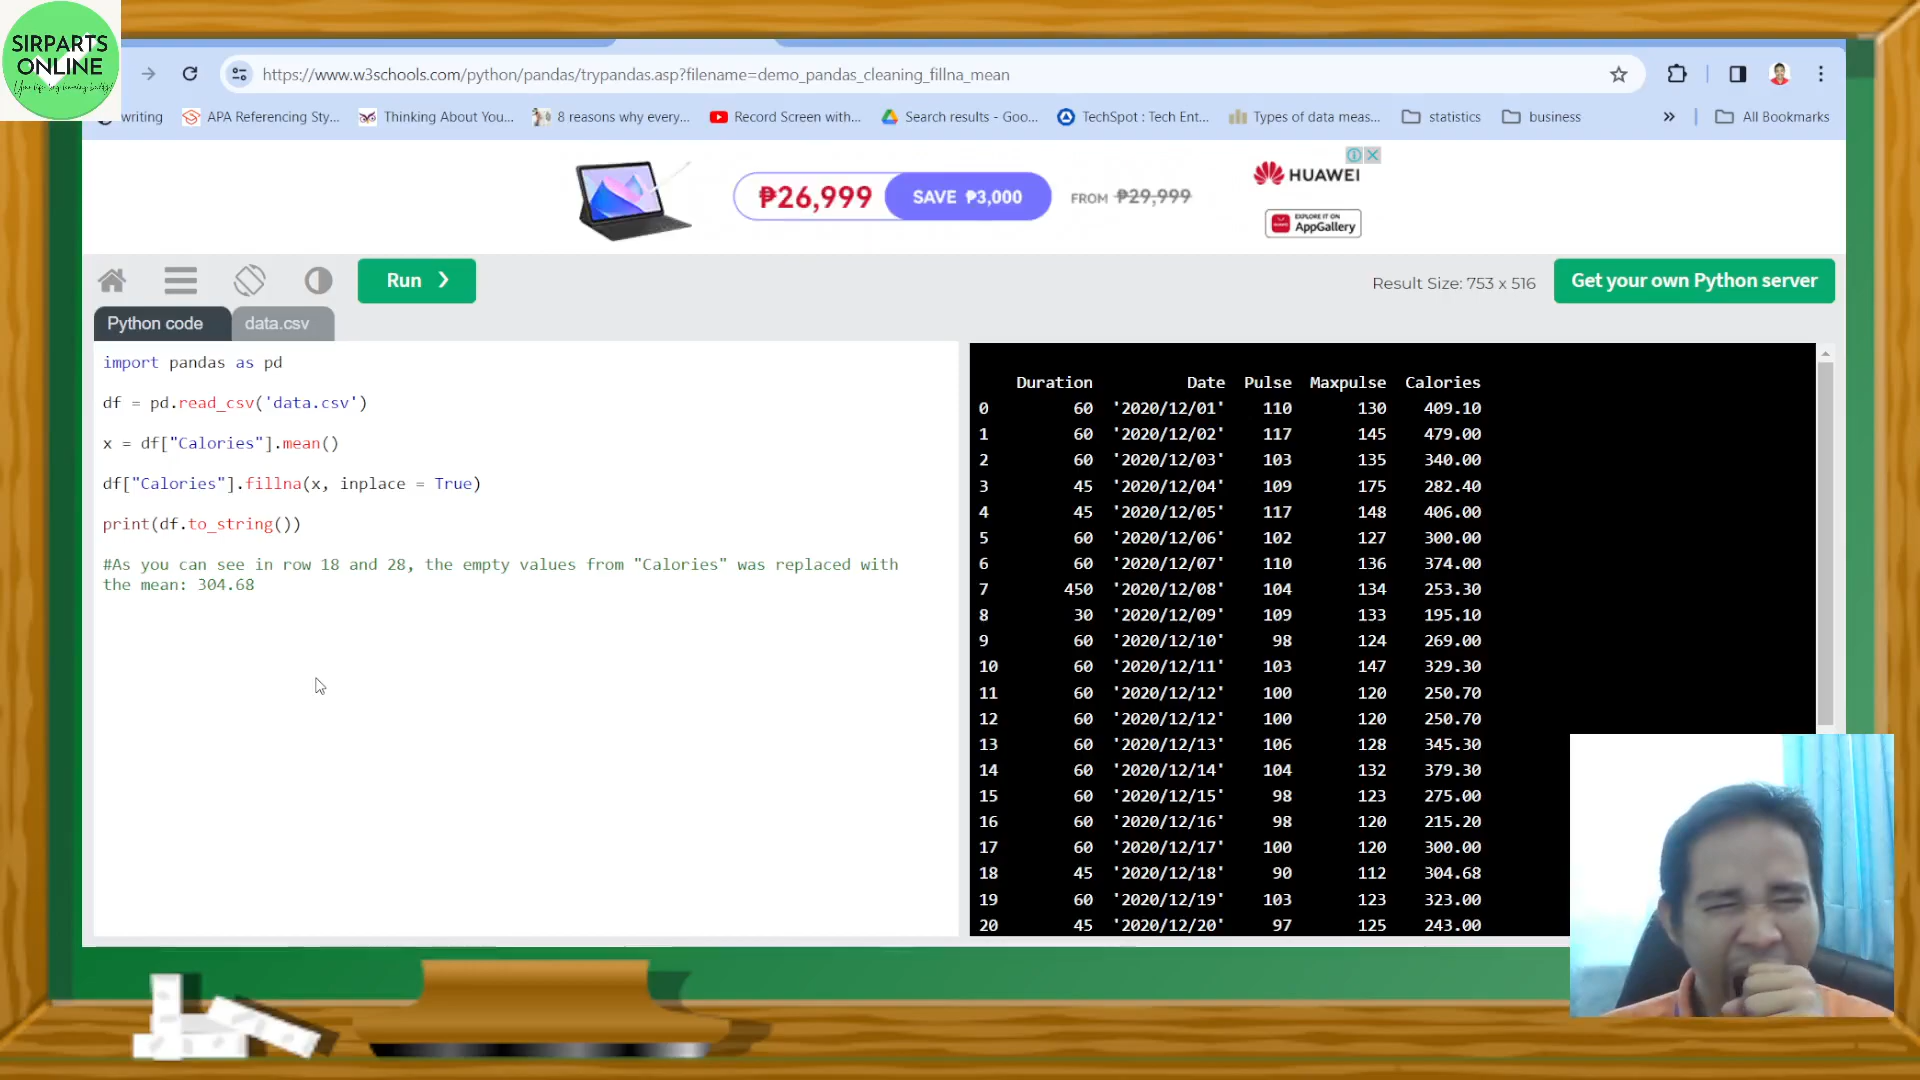 SIRPARTS
ONLINE
https://www.w3schools.com/python/pandas/trypandas.asp?filename=demo_pandas_cleaning_fillna_mean
writing APA Referencing Sty... Thinking About You... 8 reasons why every... Record Screen with... Search results - Goo... TechSpot : Tech Ent... Types of data meas... statistics business » All Bookmarks
₱26,999 SAVE ₱3,000 FROM ₱29,999 HUAWEI
EXPLORE IT ON
AppGallery
Run ❯ Result Size: 753 x 516 Get your own Python server
Python code data.csv
import pandas as pd
df = pd.read_csv('data.csv')
x = df["Calories"].mean()
df["Calories"].fillna(x, inplace = True)
print(df.to_string())
#As you can see in row 18 and 28, the empty values from "Calories" was replaced with
the mean: 304.68
Duration Date Pulse Maxpulse Calories
0 60 '2020/12/01' 110 130 409.10
1 60 '2020/12/02' 117 145 479.00
2 60 '2020/12/03' 103 135 340.00
3 45 '2020/12/04' 109 175 282.40
4 45 '2020/12/05' 117 148 406.00
5 60 '2020/12/06' 102 127 300.00
6 60 '2020/12/07' 110 136 374.00
7 450 '2020/12/08' 104 134 253.30
8 30 '2020/12/09' 109 133 195.10
9 60 '2020/12/10' 98 124 269.00
10 60 '2020/12/11' 103 147 329.30
11 60 '2020/12/12' 100 120 250.70
12 60 '2020/12/12' 100 120 250.70
13 60 '2020/12/13' 106 128 345.30
14 60 '2020/12/14' 104 132 379.30
15 60 '2020/12/15' 98 123 275.00
16 60 '2020/12/16' 98 120 215.20
17 60 '2020/12/17' 100 120 300.00
18 45 '2020/12/18' 90 112 304.68
19 60 '2020/12/19' 103 123 323.00
20 45 '2020/12/20' 97 125 243.00